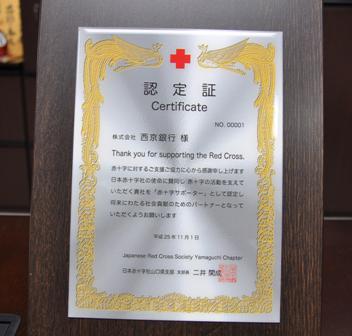 認定証
Certificate
NO. 00001
株式会社 西京銀行 様
Thank you for supporting the Red Cross.
赤十字に対するご支援ご協力に心から感謝申し上げます
日本赤十字社の使命に賛同し 赤十字の活動を支えて
いただく貴社を「赤十字サポーター」として認定し
将来にわたる社会貢献のためのパートナーとなって
いただくようお願いします
平成25年11月1日
Japanese Red Cross Society Yamaguchi Chapter
日本赤十字社山口県支部 支部長 二井 関成